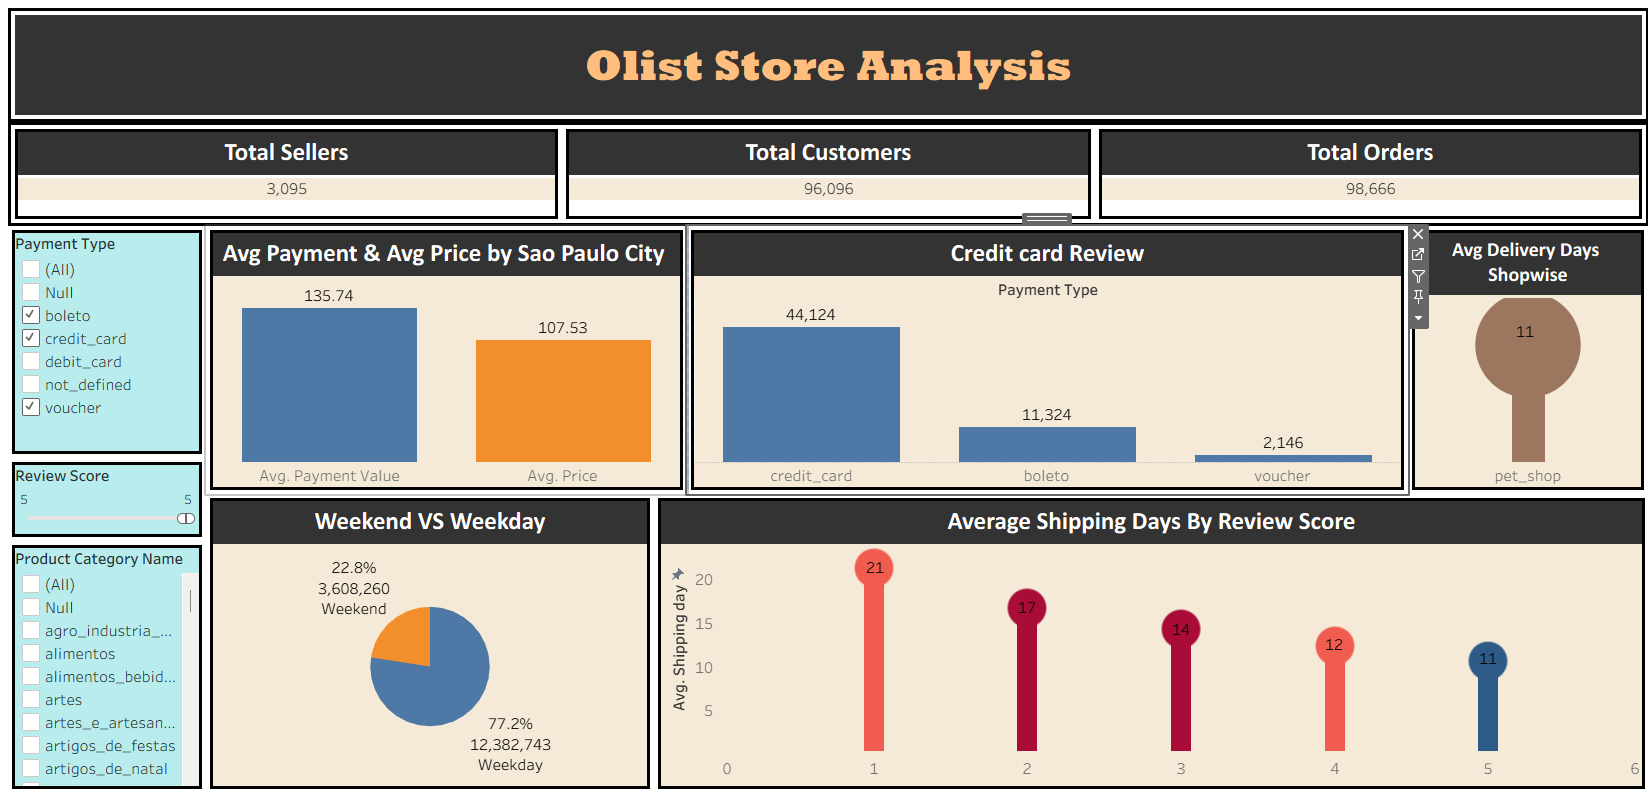 Olist Store Analysis
Total Sellers
3,095
Total Customers
96,096
Total Orders
98,666
Payment Type
(All)
Null
boleto
credit_card
debit_card
not_defined
voucher
Review Score
5 5
Product Category Name
(All)
Null
agro_industria_...
alimentos
alimentos_bebid...
artes
artes_e_artesan...
artigos_de_festas
artigos_de_natal
Avg Payment & Avg Price by Sao Paulo City
135.74
107.53
Avg. Payment Value
Avg. Price
Credit card Review
Payment Type
44,124
11,324
2,146
credit_card
boleto
voucher
Avg Delivery Days
Shopwise
11
pet_shop
Weekend VS Weekday
22.8%
3,608,260
Weekend
77.2%
12,382,743
Weekday
Average Shipping Days By Review Score
Avg. Shipping day
20
15
10
5
21
17
14
12
11
0 1 2 3 4 5 6